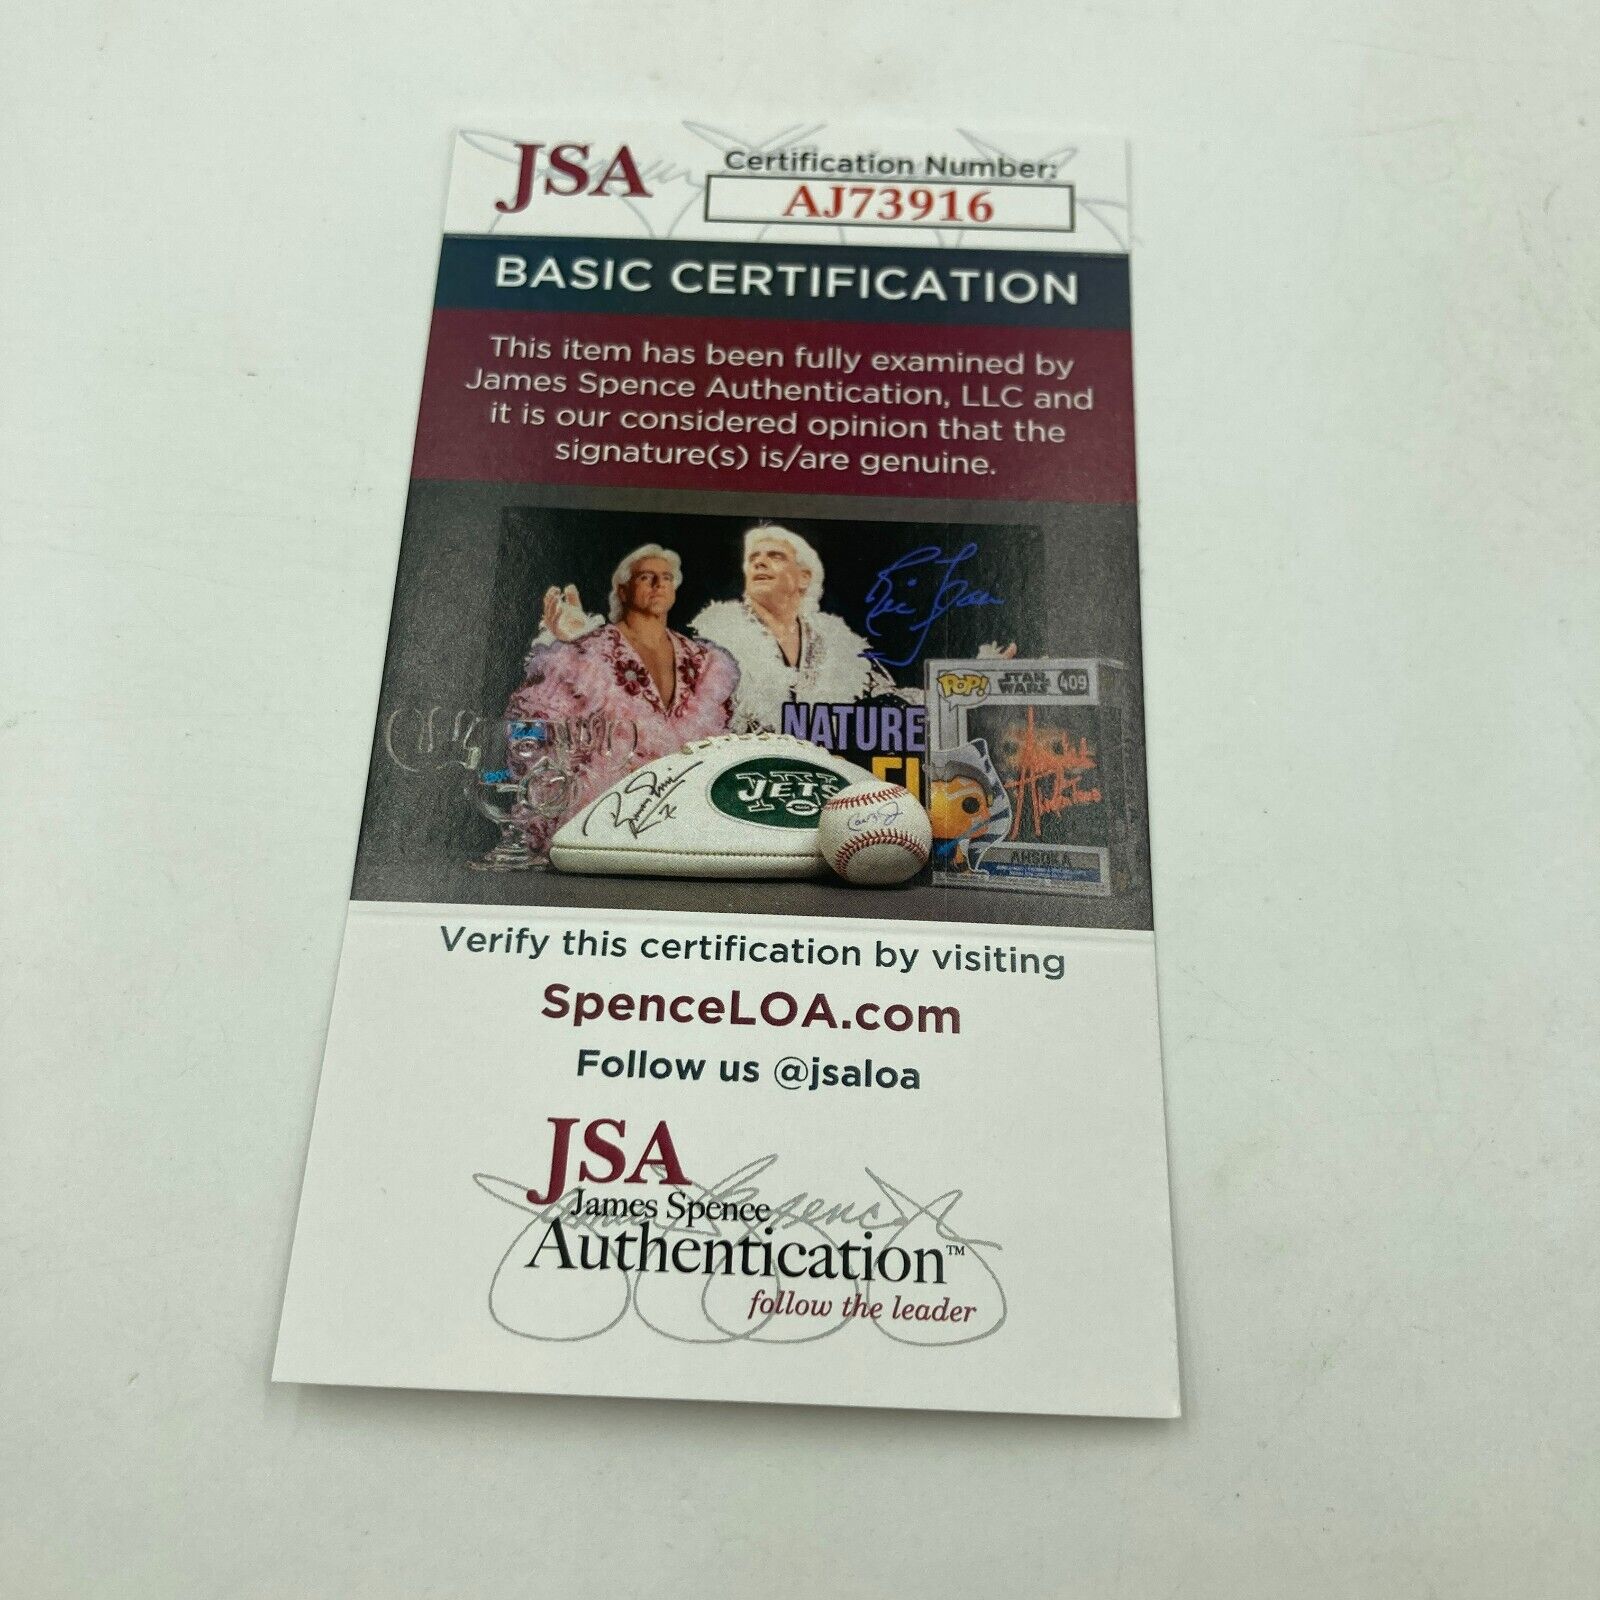 JSA
Certification Number:
AJ73916
BASIC CERTIFICATION
This item has been fully examined by
James Spence Authentication, LLC and
it is our considered opinion that the
signature(s) is/are genuine.
POP!
STAR
WARS
409
NATURE
JETS
AHSOKA
Verify this certification by visiting
SpenceLOA.com
Follow us @jsaloa
JSA
James Spence
Authentication™
follow the leader